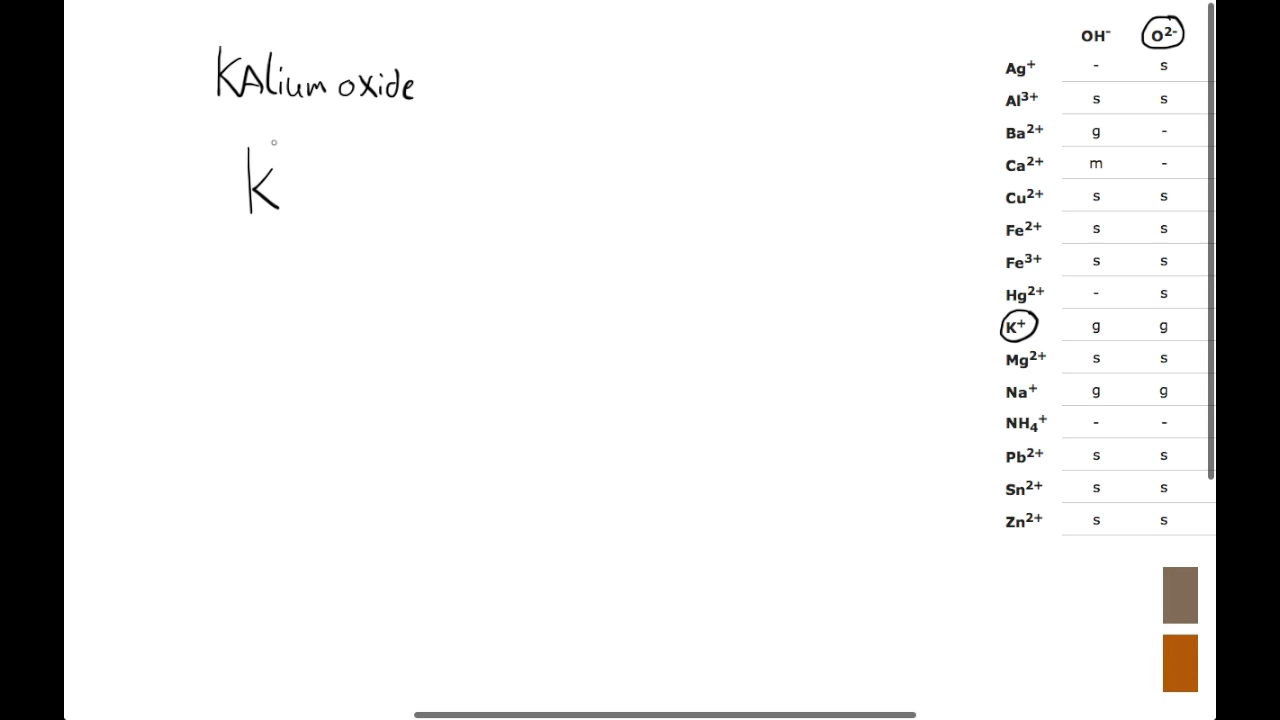 KALium oxide
K
OH⁻ O²⁻
Ag⁺ - s
Al³⁺ s s
Ba²⁺ g -
Ca²⁺ m -
Cu²⁺ s s
Fe²⁺ s s
Fe³⁺ s s
Hg²⁺ - s
K⁺ g g
Mg²⁺ s s
Na⁺ g g
NH₄⁺ - -
Pb²⁺ s s
Sn²⁺ s s
Zn²⁺ s s